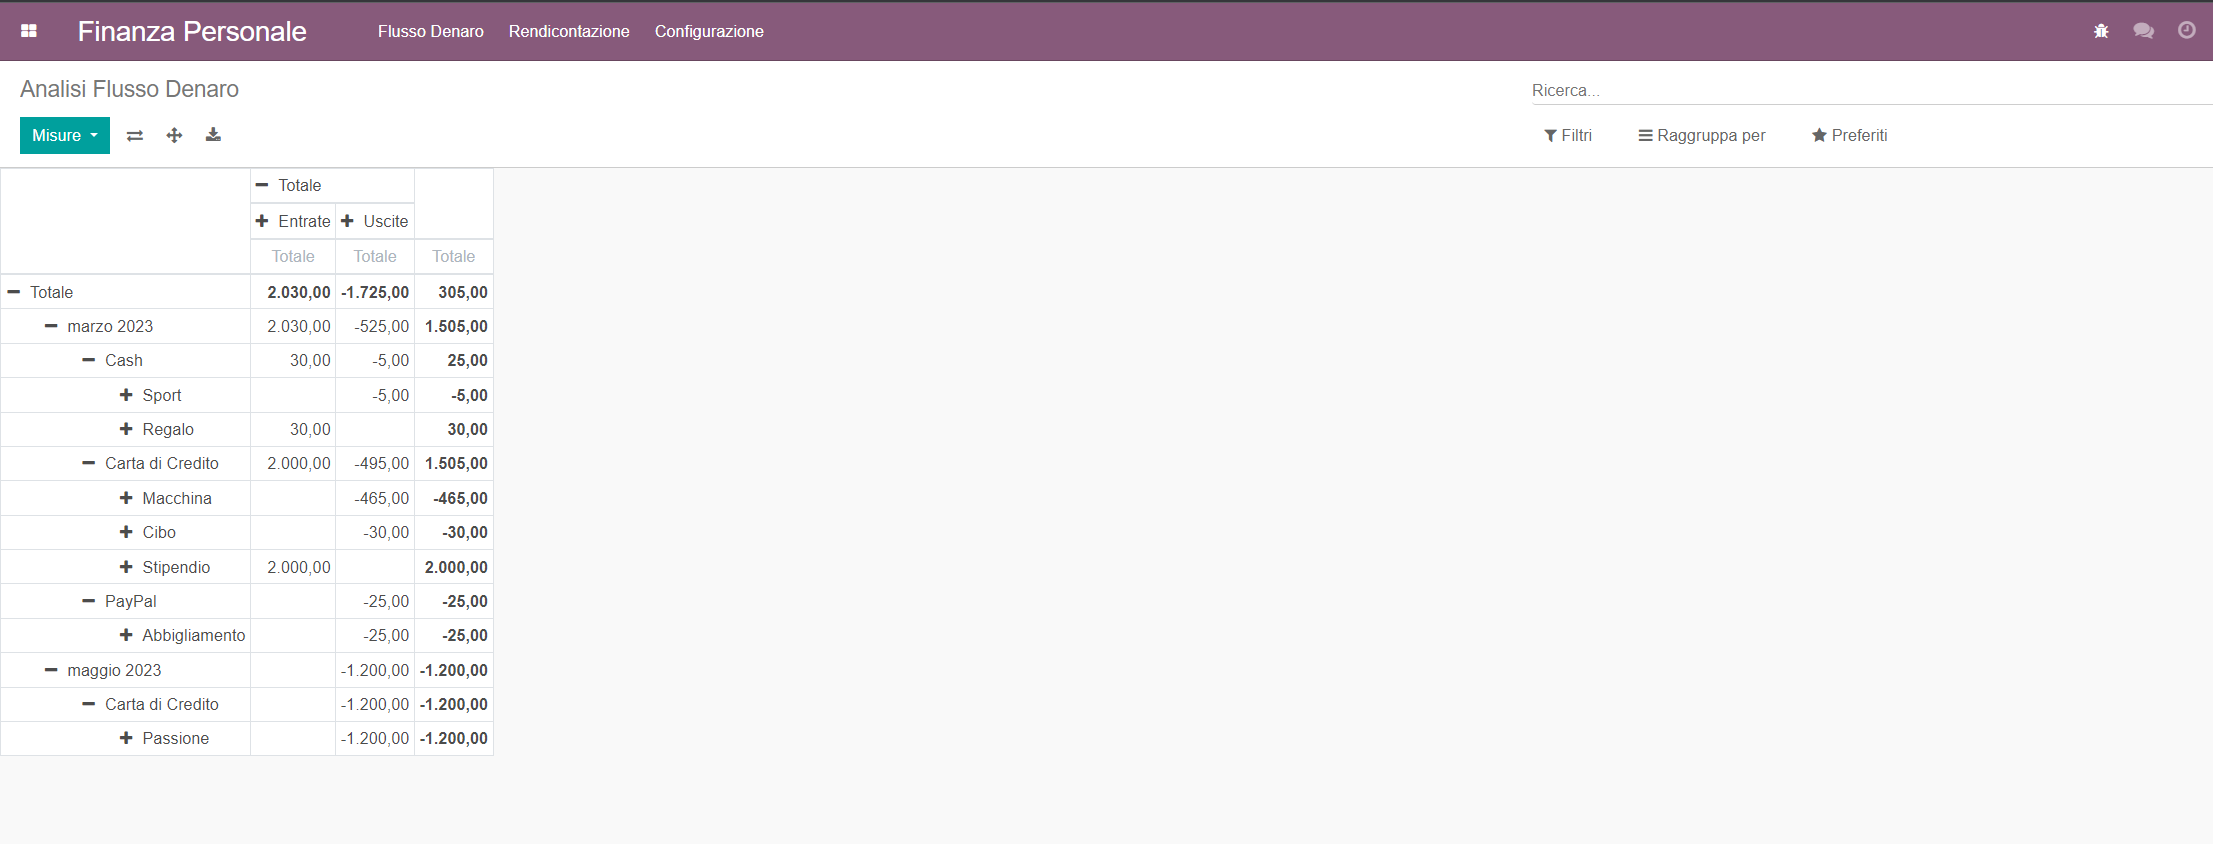 Finanza Personale Flusso Denaro Rendicontazione Configurazione
Analisi Flusso Denaro
Ricerca...
Misure
Filtri Raggruppa per Preferiti
Totale
Entrate Uscite
Totale Totale Totale
Totale 2.030,00 -1.725,00 305,00
marzo 2023 2.030,00 -525,00 1.505,00
Cash 30,00 -5,00 25,00
Sport -5,00 -5,00
Regalo 30,00 30,00
Carta di Credito 2.000,00 -495,00 1.505,00
Macchina -465,00 -465,00
Cibo -30,00 -30,00
Stipendio 2.000,00 2.000,00
PayPal -25,00 -25,00
Abbigliamento -25,00 -25,00
maggio 2023 -1.200,00 -1.200,00
Carta di Credito -1.200,00 -1.200,00
Passione -1.200,00 -1.200,00